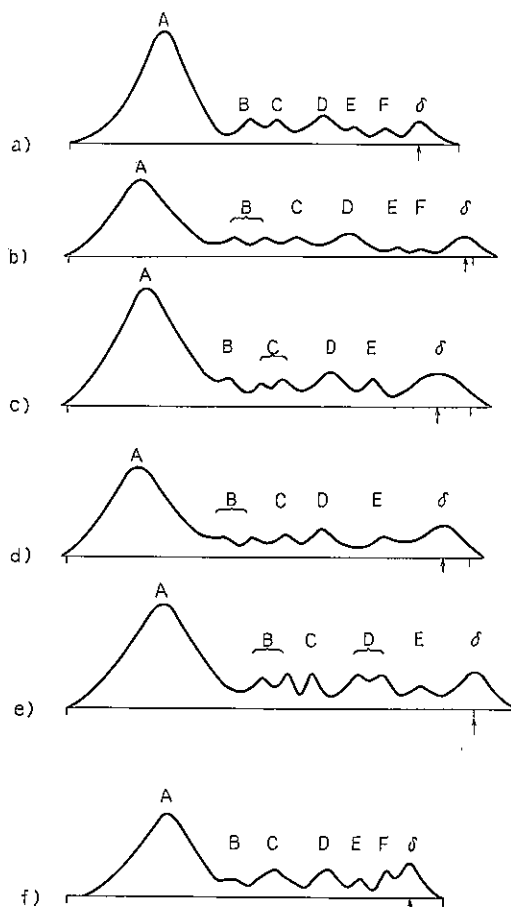 A
B C D E F δ
a)
A
B C D E F δ
b)
A
B C D E δ
c)
A
B C D E δ
d)
A
B C D E δ
e)
A
B C D E F δ
f)